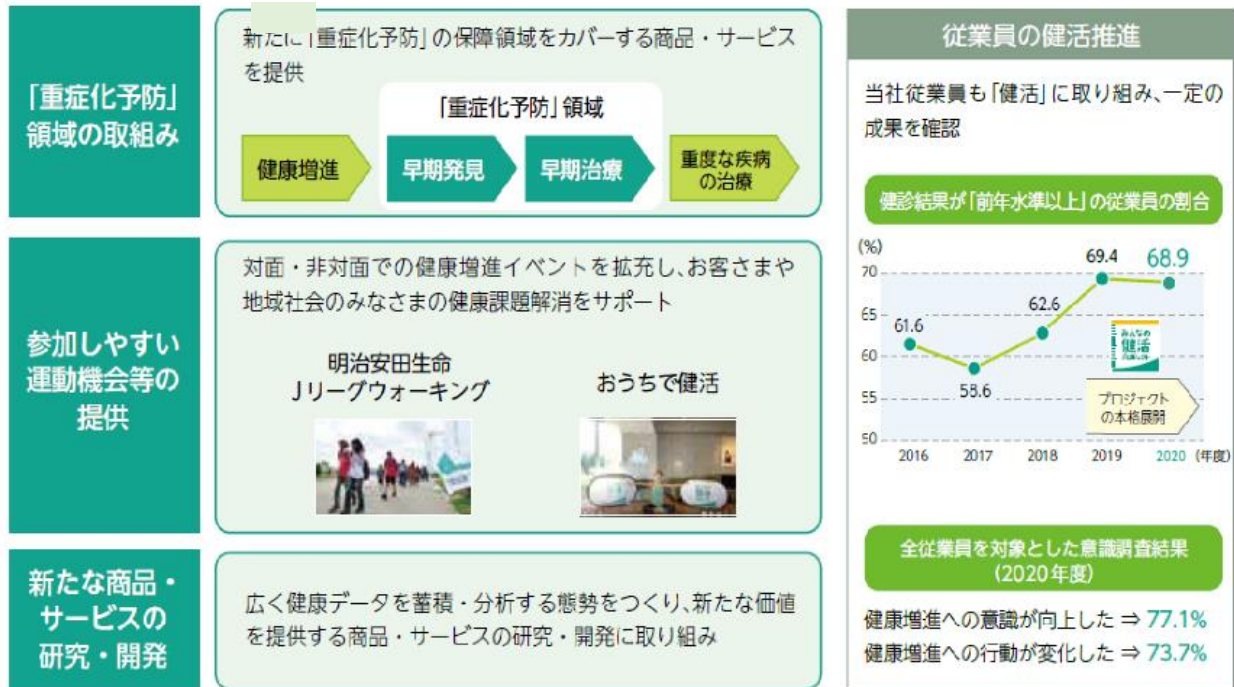 「重症化予防」
領域の取組み
新たに「重症化予防」の保障領域をカバーする商品・サービス
を提供
「重症化予防」領域
健康増進
早期発見
早期治療
重度な疾病
の治療
参加しやすい
運動機会等の
提供
対面・非対面での健康増進イベントを拡充し、お客さまや
地域社会のみなさまの健康課題解消をサポート
明治安田生命
Jリーグウォーキング
おうちで健活
新たな商品・
サービスの
研究・開発
広く健康データを蓄積・分析する態勢をつくり、新たな価値
を提供する商品・サービスの研究・開発に取り組み
従業員の健活推進
当社従業員も「健活」に取り組み、一定の
成果を確認
健診結果が「前年水準以上」の従業員の割合
(%)
70
65
60
55
50
61.6
58.6
62.6
69.4
68.9
みんなの
健活
プロジェクト
の本格展開
2016 2017 2018 2019 2020 (年度)
全従業員を対象とした意識調査結果
(2020年度)
健康増進への意識が向上した ⇒ 77.1%
健康増進への行動が変化した ⇒ 73.7%